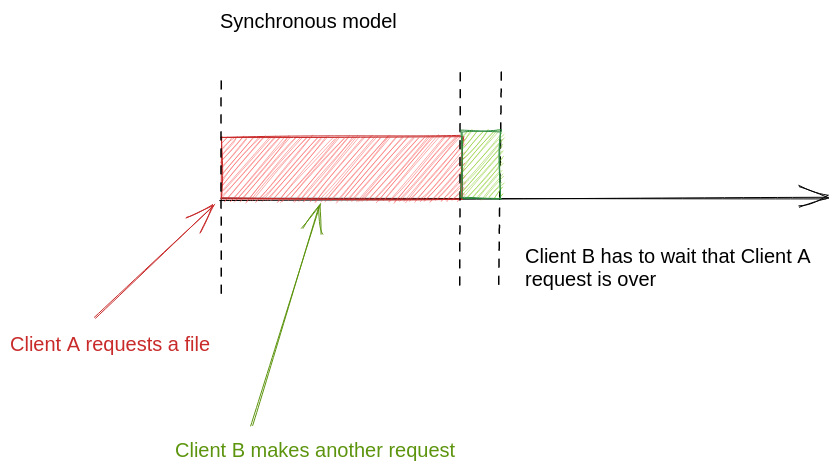 Synchronous model
Client B has to wait that Client A
request is over
Client A requests a file
Client B makes another request